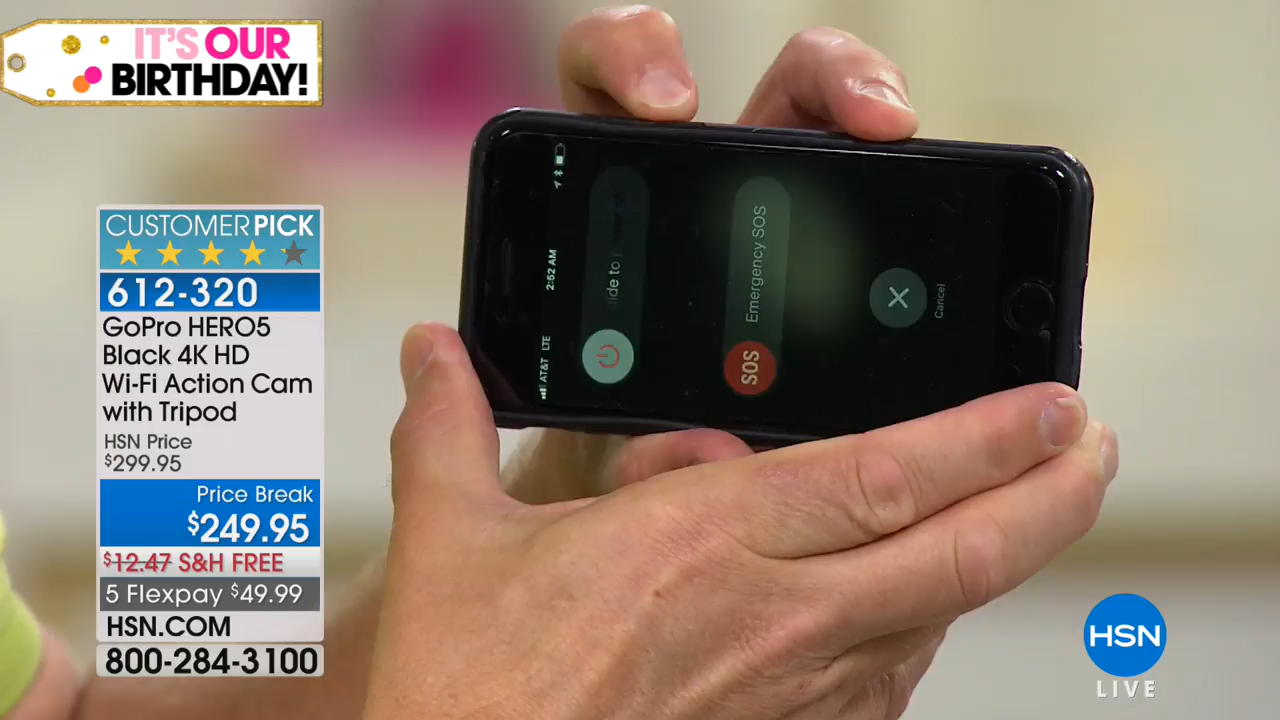 IT'S OUR
BIRTHDAY!
CUSTOMER PICK
612-320
GoPro HERO5
Black 4K HD
Wi-Fi Action Cam
with Tripod
HSN Price
$299.95
Price Break
$249.95
$12.47 S&H FREE
5 Flexpay $49.99
HSN.COM
800-284-3100
AT&T LTE
2:52 AM
to
SOS
Emergency SOS
Cancel
HSN
LIVE